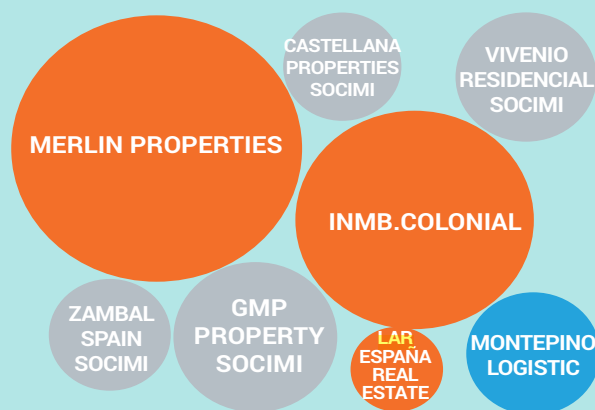 CASTELLANA
PROPERTIES
SOCIMI
VIVENIO
RESIDENCIAL
SOCIMI
MERLIN PROPERTIES
INMB.COLONIAL
ZAMBAL
SPAIN
SOCIMI
GMP
PROPERTY
SOCIMI
LAR
ESPAÑA
REAL
ESTATE
MONTEPINO
LOGISTIC